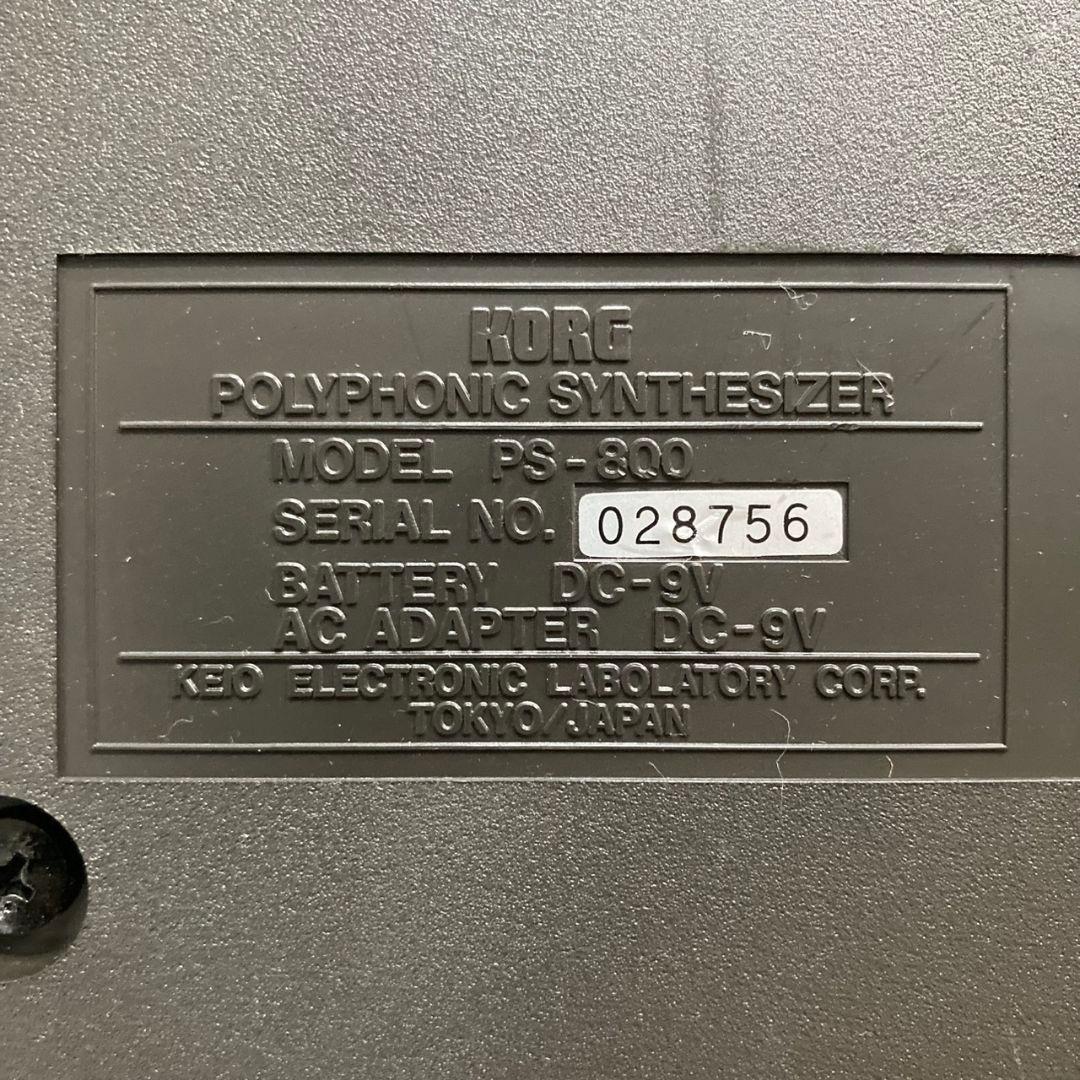 KORG
POLYPHONIC SYNTHESIZER
MODEL PS-800
SERIAL NO. 028756
BATTERY DC-9V
AC ADAPTER DC-9V
KEIO ELECTRONIC LABOLATORY CORP.
TOKYO/JAPAN